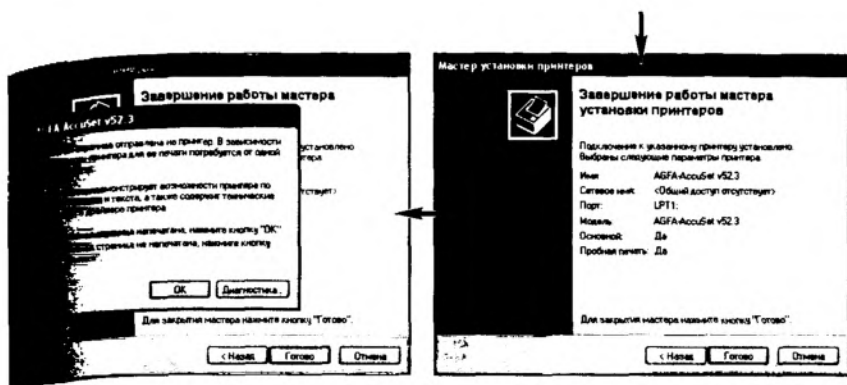 Завершение работы мастера
AGFA AccuSet v52.3
отправлена на принтер. В зависимости
принтера для ее печати потребуется от одной
установлено
возможности принтера по
и текста, а также содержит технические
драйвере принтера
напечатана, нажмите кнопку "OK"
страница не напечатана, нажмите кнопку
OK
Диагностика.
Для закрытия мастера нажмите кнопку "Готово".
< Назад
Готово
Отмена
Мастер установки принтеров
Завершение работы мастера
установки принтеров
Подключение к указанному принтеру установлено.
Выбраны следующие параметры принтера
Имя AGFA-AccuSet v52.3
Сетевое имя: <Общий доступ отсутствует>
Порт: LPT1:
Модель AGFA-AccuSet v52.3
Основной: Да
Пробная печать: Да
Для закрытия мастера нажмите кнопку "Готово".
< Назад
Готово
Отмена